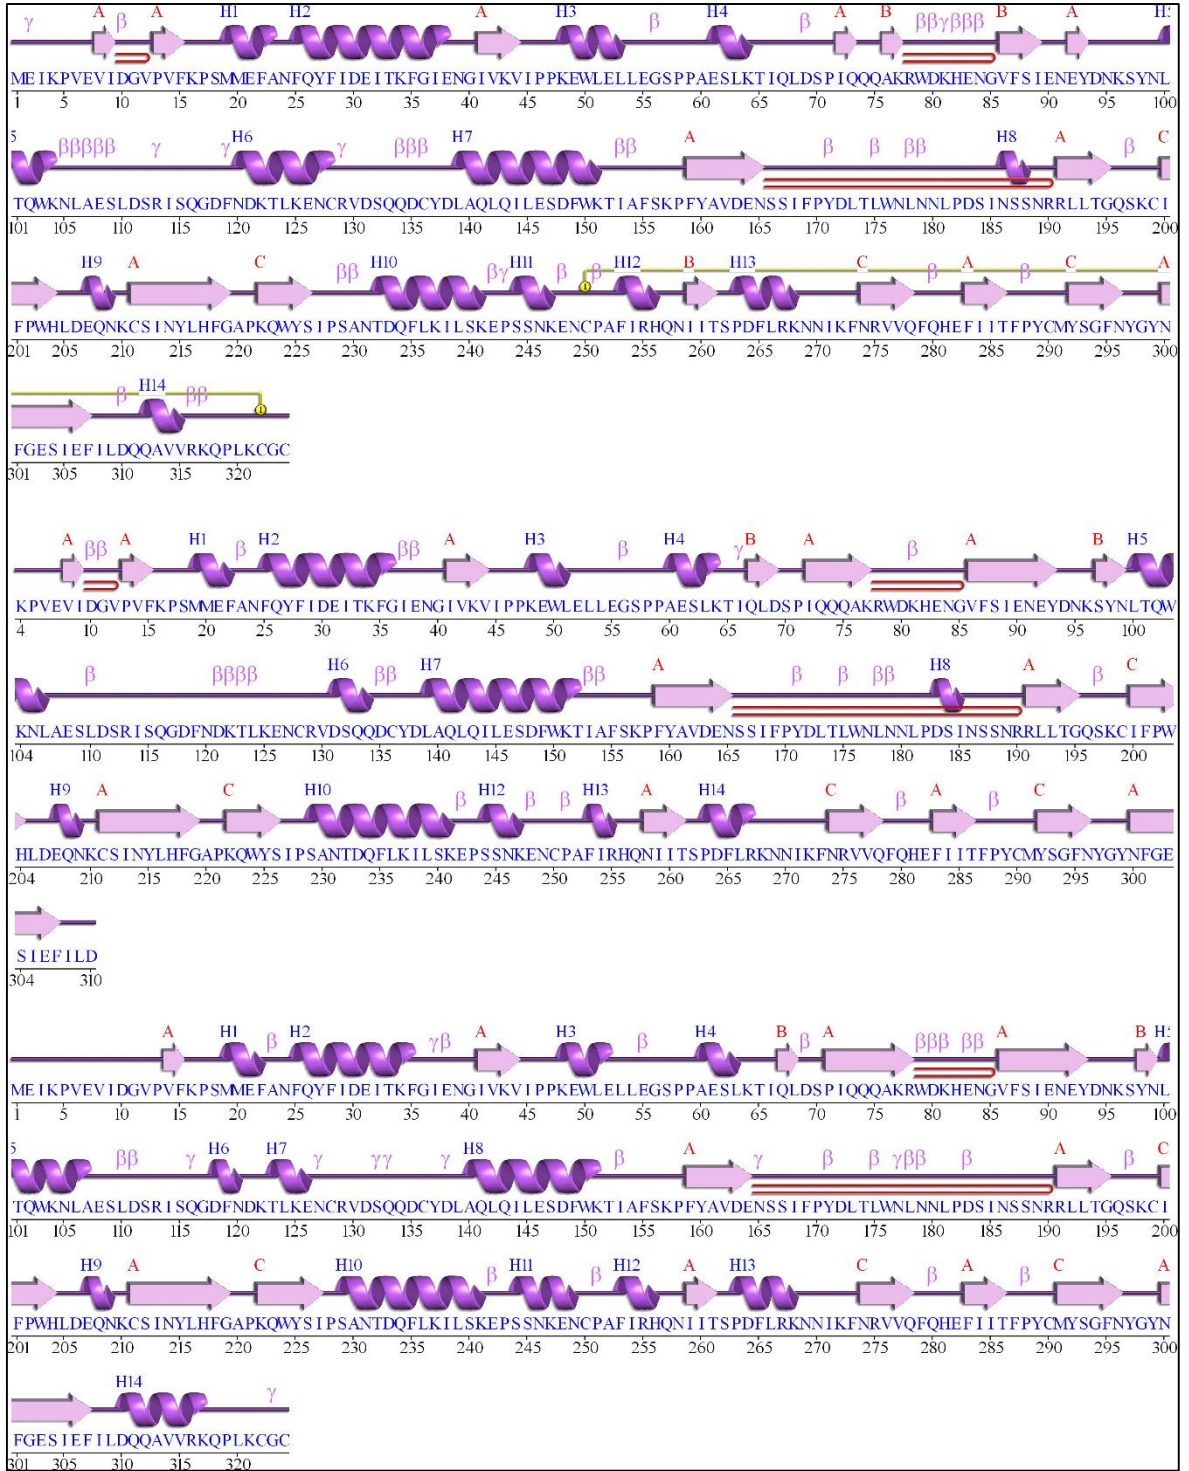 γ A β A H1 H2 A H3 β H4 β A B ββγβββ B A H5
MEIKPVEVIDGVPVFKPSMMEFANFQYFIDEITKFGIENGIVKVIPPKEWLELLEGSPPAESLKTIQLDSPIQQQAKRWDKHENGVFSIENEYDNKSYNL
1 5 10 15 20 25 30 35 40 45 50 55 60 65 70 75 80 85 90 95 100
5 βββββ γ γ H6 γ βββ H7 ββ A β β ββ H8 A β C
TQWKNLAESLDSRISQGDFNDKTLKENCRVDSQQDCYDLAQLQILESDFWKTIAFSKPFYAVDENSSIFPYDLTLWNLNNLPDSINSSNRRLLTGQSKCI
101 105 110 115 120 125 130 135 140 145 150 155 160 165 170 175 180 185 190 195 200
H9 A C ββ H10 βγ H11 β β H12 B H13 C β A β C A
FPWHLDEQNKCSINYLHFGAPKQWYSIPSANTDQFLKILSKEPSSNKENCPAFIRHQNIITSPDFLRKNNIKFNRVVQFQHEFIITFPYCMYSGFNYGYN
201 205 210 215 220 225 230 235 240 245 250 255 260 265 270 275 280 285 290 295 300
β H14 ββ
FGESIEFILDQQAVVRKQPLKCGC
301 305 310 315 320
A ββ A H1 β H2 ββ A H3 β H4 γ B A β A B H5
KPVEVIDGVPVFKPSMMEFANFQYFIDEITKFGIENGIVKVIPPKEWLELLEGSPPAESLKTIQLDSPIQQQAKRWDKHENGVFSIENEYDNKSYNLTQW
4 10 15 20 25 30 35 40 45 50 55 60 65 70 75 80 85 90 95 100
β ββββ H6 ββ H7 ββ A β β ββ H8 A β C
KNLAESLDSRISQGDFNDKTLKENCRVDSQQDCYDLAQLQILESDFWKTIAFSKPFYAVDENSSIFPYDLTLWNLNNLPDSINSSNRRLLTGQSKCIFPW
104 110 115 120 125 130 135 140 145 150 155 160 165 170 175 180 185 190 195 200
H9 A C H10 β H12 β β H13 A H14 C β A β C A
HLDEQNKCSINYLHFGAPKQWYSIPSANTDQFLKILSKEPSSNKENCPAFIRHQNIITSPDFLRKNNIKFNRVVQFQHEFIITFPYCMYSGFNYGYNFGE
204 210 215 220 225 230 235 240 245 250 255 260 265 270 275 280 285 290 295 300
SIEFILD
304 310
A H1 β H2 γβ A H3 β H4 B β A βββ ββ A B H5
MEIKPVEVIDGVPVFKPSMMEFANFQYFIDEITKFGIENGIVKVIPPKEWLELLEGSPPAESLKTIQLDSPIQQQAKRWDKHENGVFSIENEYDNKSYNL
1 5 10 15 20 25 30 35 40 45 50 55 60 65 70 75 80 85 90 95 100
5 ββ γ H6 H7 γ γγ γ H8 β A γ β β γββ β A β C
TQWKNLAESLDSRISQGDFNDKTLKENCRVDSQQDCYDLAQLQILESDFWKTIAFSKPFYAVDENSSIFPYDLTLWNLNNLPDSINSSNRRLLTGQSKCI
101 105 110 115 120 125 130 135 140 145 150 155 160 165 170 175 180 185 190 195 200
H9 A C H10 β H11 β H12 A H13 C β A β C A
FPWHLDEQNKCSINYLHFGAPKQWYSIPSANTDQFLKILSKEPSSNKENCPAFIRHQNIITSPDFLRKNNIKFNRVVQFQHEFIITFPYCMYSGFNYGYN
201 205 210 215 220 225 230 235 240 245 250 255 260 265 270 275 280 285 290 295 300
H14 γ
FGESIEFILDQQAVVRKQPLKCGC
301 305 310 315 320